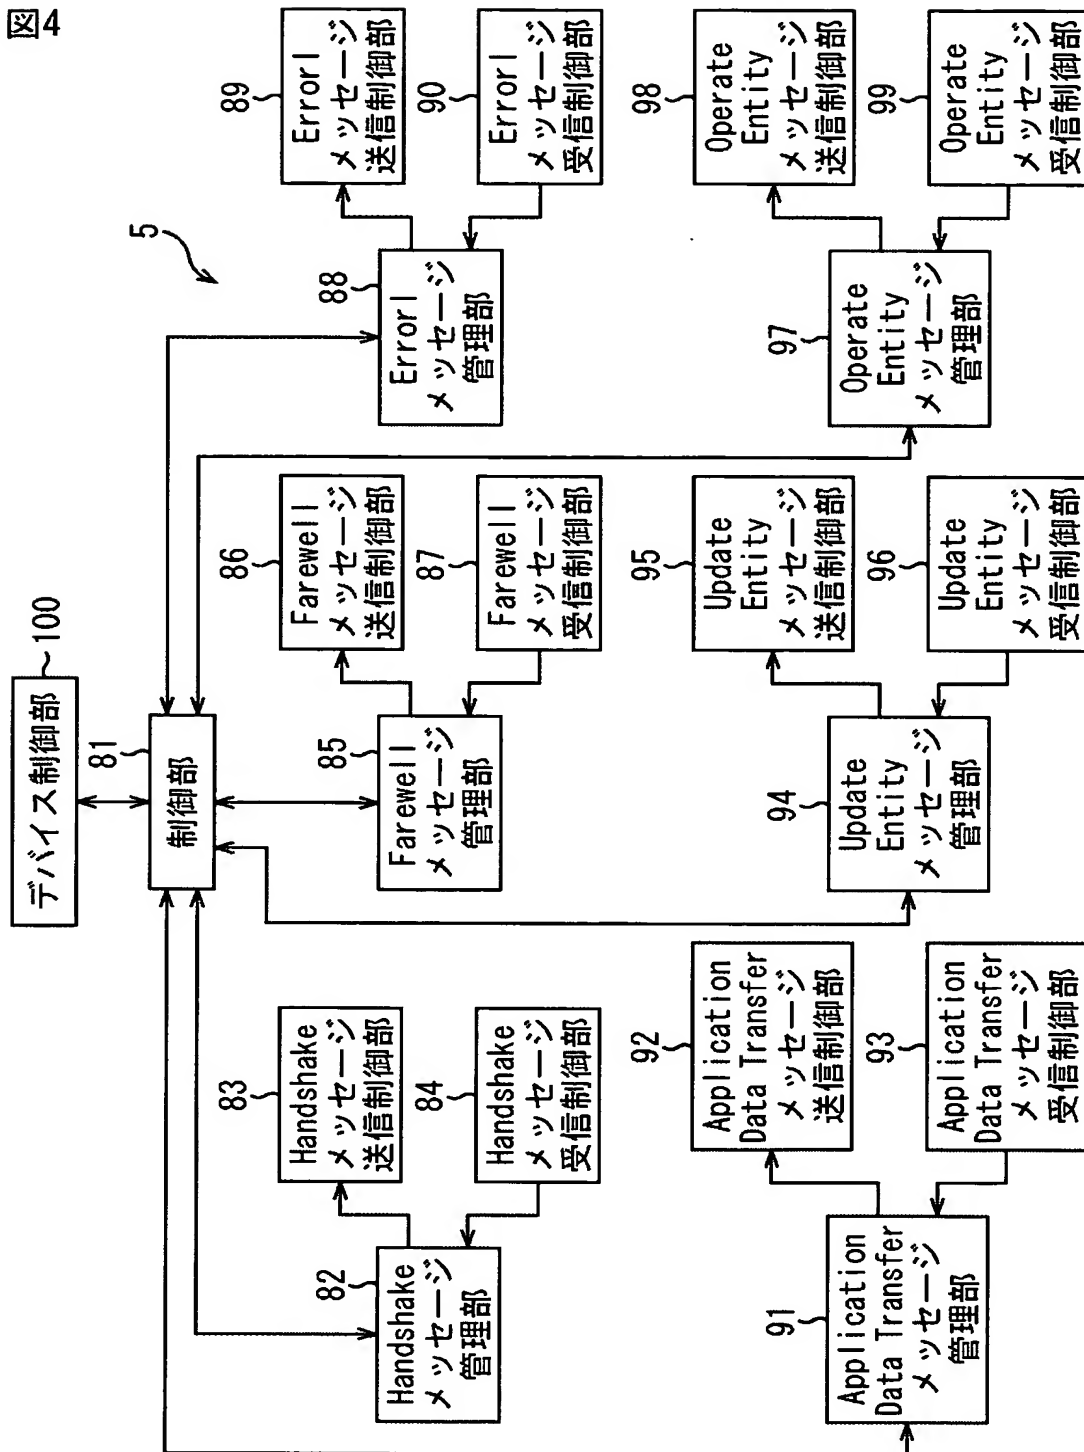 図4
デバイス制御部
100
81
制御部
5
82
Handshake
メッセージ
管理部
83
Handshake
メッセージ
送信制御部
84
Handshake
メッセージ
受信制御部
85
Farewell
メッセージ
管理部
86
Farewell
メッセージ
送信制御部
87
Farewell
メッセージ
受信制御部
88
Errorl
メッセージ
管理部
89
Errorl
メッセージ
送信制御部
90
Errorl
メッセージ
受信制御部
91
Application
Data Transfer
メッセージ
管理部
92
Application
Data Transfer
メッセージ
送信制御部
93
Application
Data Transfer
メッセージ
受信制御部
94
Update
Entity
メッセージ
管理部
95
Update
Entity
メッセージ
送信制御部
96
Update
Entity
メッセージ
受信制御部
97
Operate
Entity
メッセージ
管理部
98
Operate
Entity
メッセージ
送信制御部
99
Operate
Entity
メッセージ
受信制御部